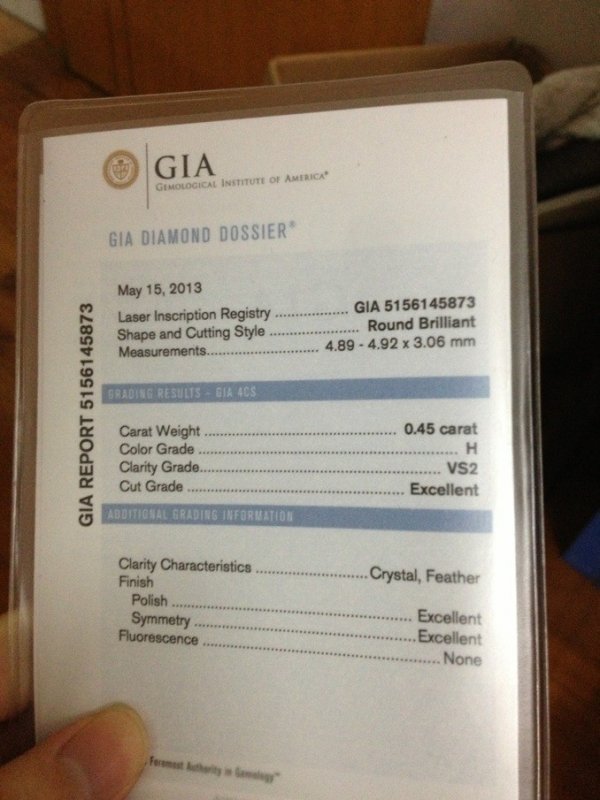 GIA
GEMOLOGICAL INSTITUTE OF AMERICA®
GIA DIAMOND DOSSIER®
May 15, 2013
Laser Inscription Registry ................ GIA 5156145873
Shape and Cutting Style .................... Round Brilliant
Measurements......................... 4.89 - 4.92 x 3.06 mm
GRADING RESULTS - GIA 4CS
Carat Weight ........................................ 0.45 carat
Color Grade ........................................ H
Clarity Grade........................................ VS2
Cut Grade ........................................ Excellent
ADDITIONAL GRADING INFORMATION
Clarity Characteristics ........................ Crystal, Feather
Finish
Polish ........................................ Excellent
Symmetry ........................................ Excellent
Fluorescence ........................................ None
Foremost Authority in Gemology™
GIA REPORT 5156145873